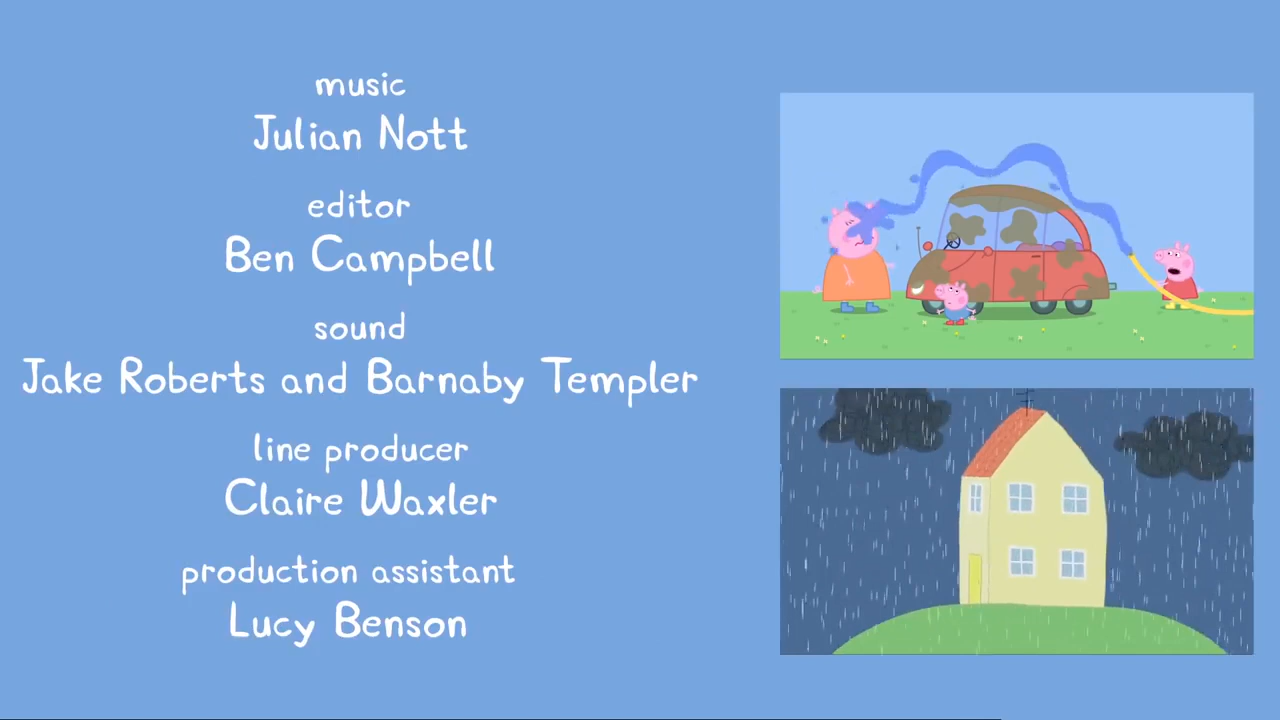 music
Julian Nott
editor
Ben Campbell
sound
Jake Roberts and Barnaby Templer
line producer
Claire Waxler
production assistant
Lucy Benson